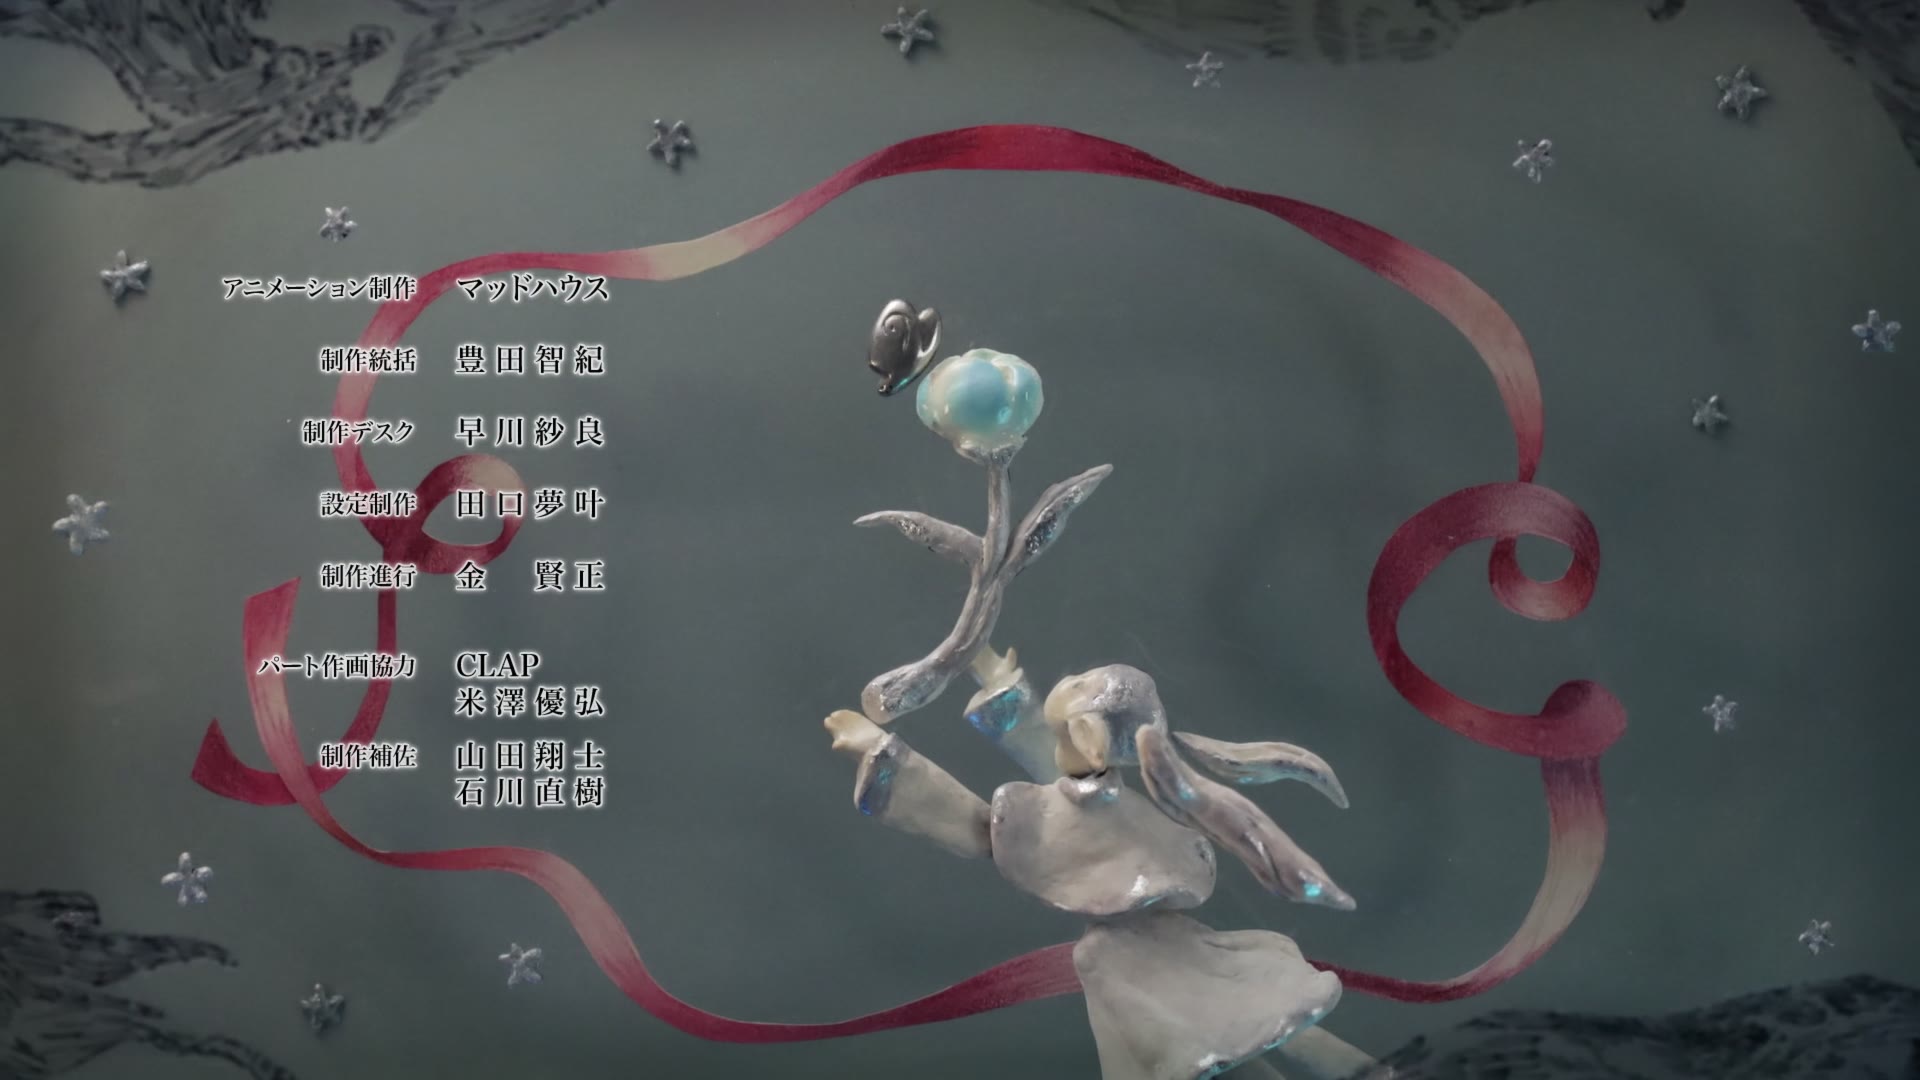 アニメーション制作 マッドハウス
制作統括 豊田智紀
制作デスク 早川紗良
設定制作 田口夢叶
制作進行 金 賢正
パート作画協力 CLAP
米澤優弘
制作補佐 山田翔士
石川直樹